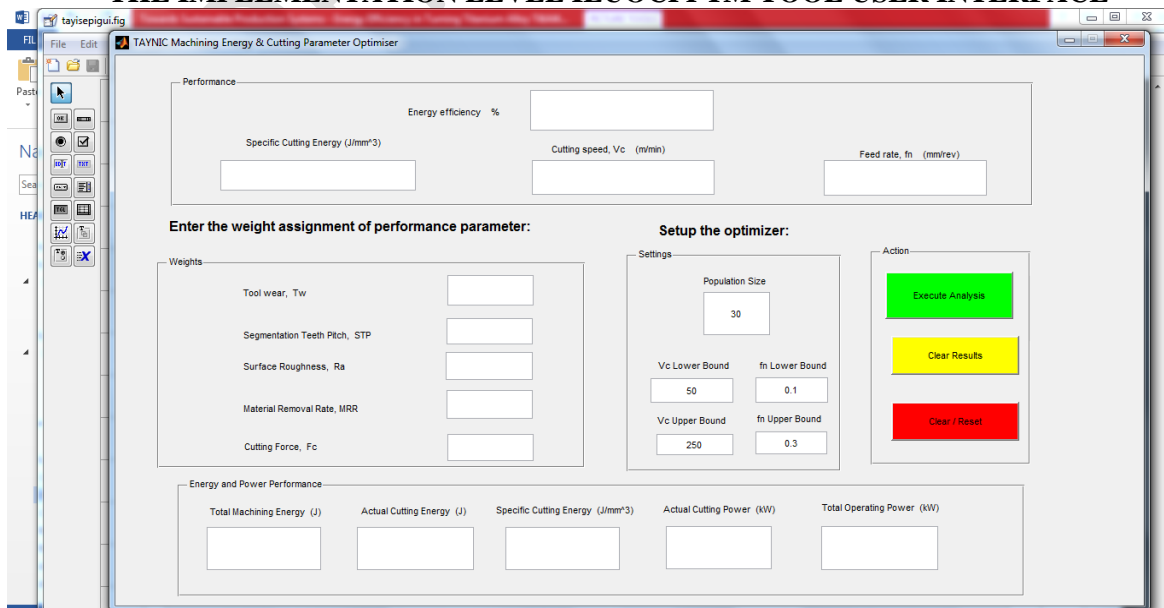 THE IMPLEMENTATION LEVEL
TOOL USER INTERFACE
tayisepigui.fig
FIL
File Edit
TAYNIC Machining Energy & Cutting Parameter Optimiser
Past
Na
Sea
HEA
Performance
Energy efficiency %
Specific Cutting Energy (J/mm^3)
Cutting speed, Vc (m/min)
Feed rate, fn (mm/rev)
Enter the weight assignment of performance parameter:
Setup the optimizer:
Weights
Tool wear, Tw
Segmentation Teeth Pitch, STP
Surface Roughness, Ra
Material Removal Rate, MRR
Cutting Force, Fc
Settings
Population Size
30
Vc Lower Bound fn Lower Bound
50 0.1
Vc Upper Bound fn Upper Bound
250 0.3
Action
Execute Analysis
Clear Results
Clear / Reset
Energy and Power Performance
Total Machining Energy (J) Actual Cutting Energy (J) Specific Cutting Energy (J/mm^3) Actual Cutting Power (kW) Total Operating Power (kW)